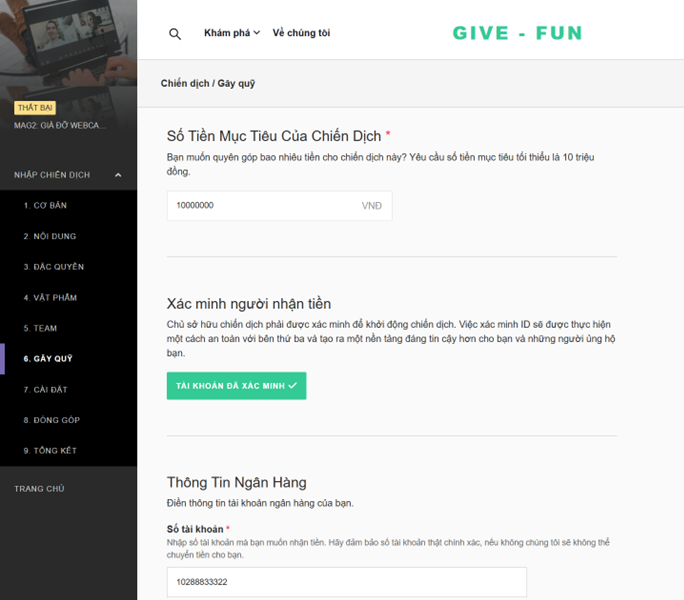 THẤT BẠI
MAG2: GIÁ ĐỠ WEBCA...
NHẬP CHIẾN DỊCH
1. CƠ BẢN
2. NỘI DUNG
3. ĐẶC QUYỀN
4. VẬT PHẨM
5. TEAM
6. GÂY QUỸ
7. CÀI ĐẶT
8. ĐÓNG GÓP
9. TỔNG KẾT
TRANG CHỦ
Khám phá
Về chúng tôi
GIVE - FUN
Chiến dịch / Gây quỹ
Số Tiền Mục Tiêu Của Chiến Dịch *
Bạn muốn quyên góp bao nhiêu tiền cho chiến dịch này? Yêu cầu số tiền mục tiêu tối thiểu là 10 triệu
đồng.
10000000 VNĐ
Xác minh người nhận tiền
Chủ sở hữu chiến dịch phải được xác minh để khởi động chiến dịch. Việc xác minh ID sẽ được thực hiện
một cách an toàn với bên thứ ba và tạo ra một nền tảng đáng tin cậy hơn cho bạn và những người ủng hộ
bạn.
TÀI KHOẢN ĐÃ XÁC MINH
Thông Tin Ngân Hàng
Điền thông tin tài khoản ngân hàng của bạn.
Số tài khoản *
Nhập số tài khoản mà bạn muốn nhận tiền. Hãy đảm bảo số tài khoản thật chính xác, nếu không chúng tôi sẽ không thể
chuyển tiền cho bạn.
10288833322